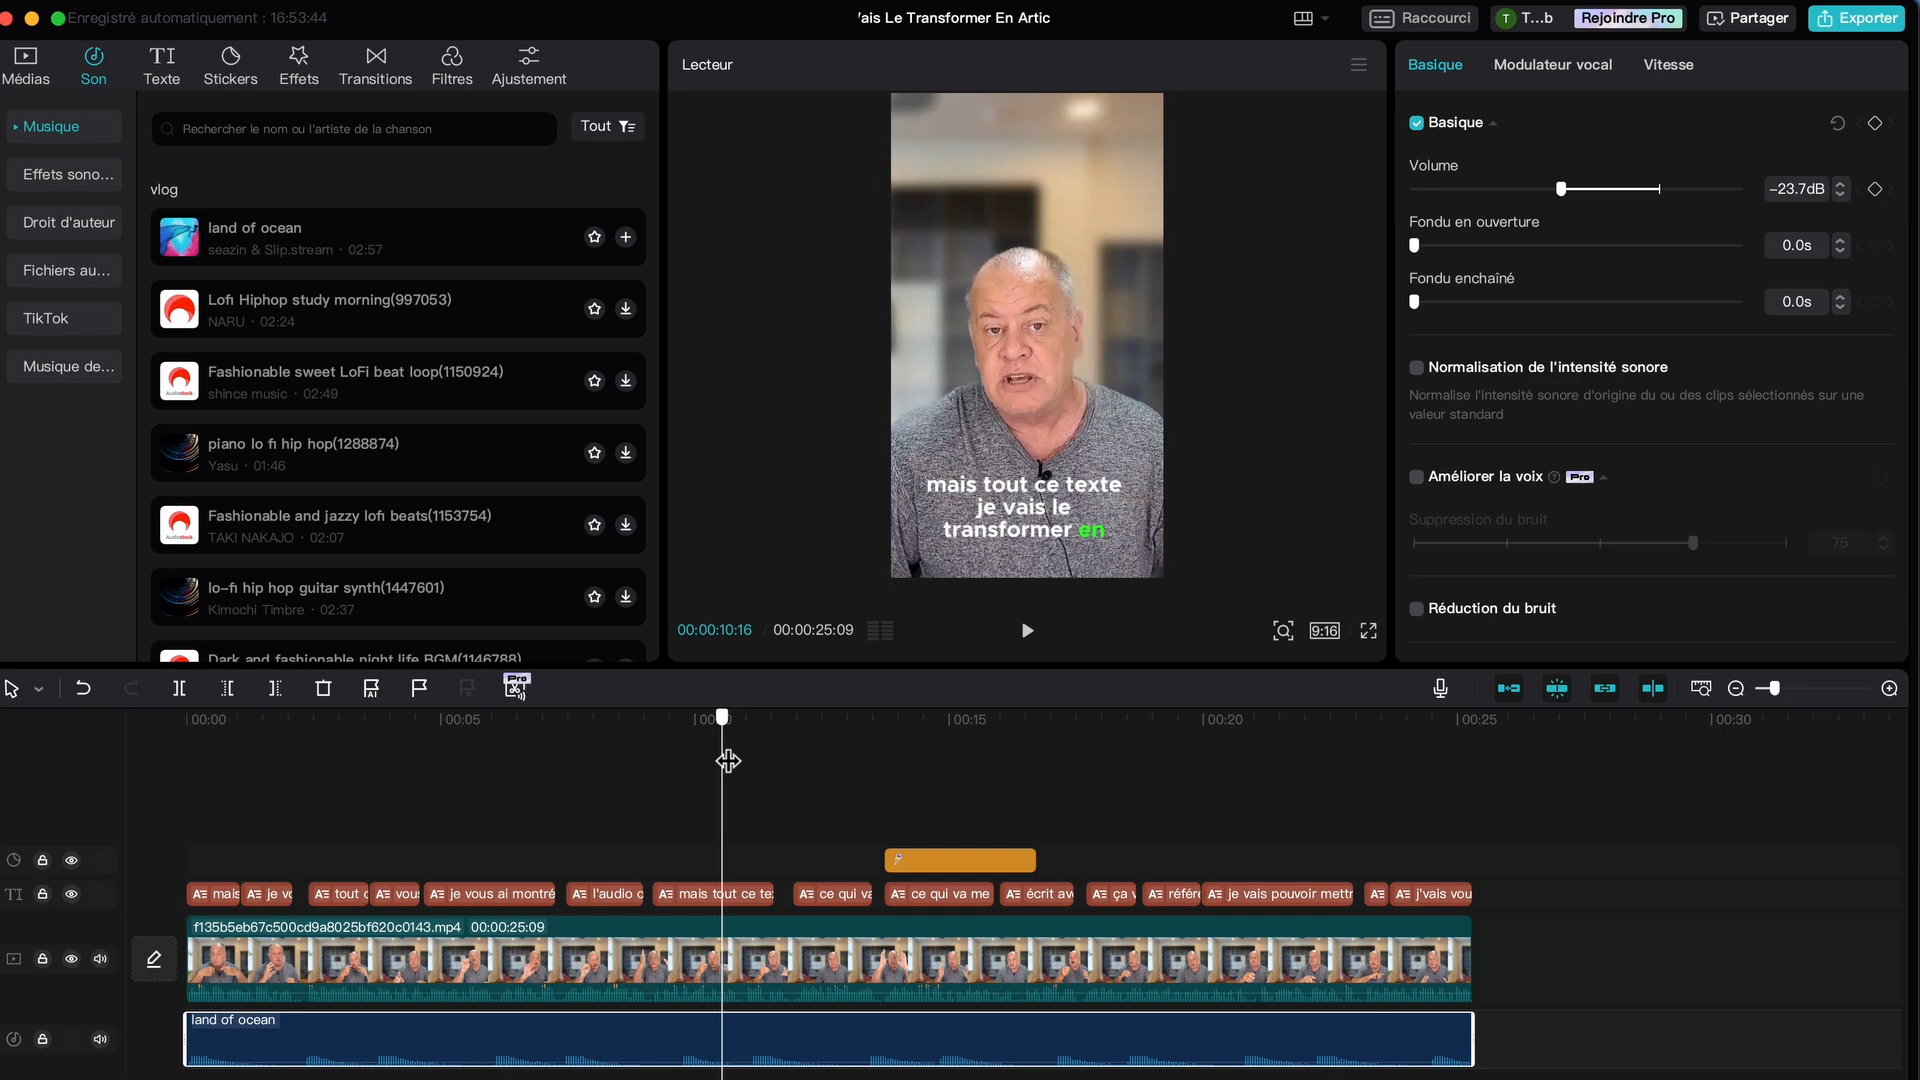 Enregistré automatiquement : 16:53:44
ais Le Transformer En Artic
Raccourci
T
T...b
Rejoindre Pro
Partager
Exporter
Médias
Son
Texte
Stickers
Effets
Transitions
Filtres
Ajustement
Musique
Effets sono...
Droit d'auteur
Fichiers au...
TikTok
Musique de...
Rechercher le nom ou l'artiste de la chanson
Tout
vlog
land of ocean
seazin & Slip.stream · 02:57
Lofi Hiphop study morning(997053)
NARU · 02:24
Fashionable sweet LoFi beat loop(1150924)
shince music · 02:49
piano lo fi hip hop(1288874)
Yasu · 01:46
Fashionable and jazzy lofi beats(1153754)
TAKI NAKAJO · 02:07
lo-fi hip hop guitar synth(1447601)
Kimochi Timbre · 02:37
Dark and fashionable night life BGM(1146788)
Lecteur
mais tout ce texte
je vais le
transformer en
00:00:10:16 / 00:00:25:09
9:16
Basique
Modulateur vocal
Vitesse
Basique
Volume
-23.7dB
Fondu en ouverture
0.0s
Fondu enchaîné
0.0s
Normalisation de l'intensité sonore
Normalise l'intensité sonore d'origine du ou des clips sélectionnés sur une
valeur standard
Améliorer la voix
Pro
Suppression du bruit
75
Réduction du bruit
AI
Pro
00:00
00:05
00:15
00:20
00:25
00:30
mais
je vo
tout c
vous
je vous ai montré
l'audio o
mais tout ce te
ce qui va
ce qui va me
écrit av
ça v
référe
je vais pouvoir mettr
j'vais vou
f135b5eb67c500cd9a8025bf620c0143.mp4 00:00:25:09
land of ocean